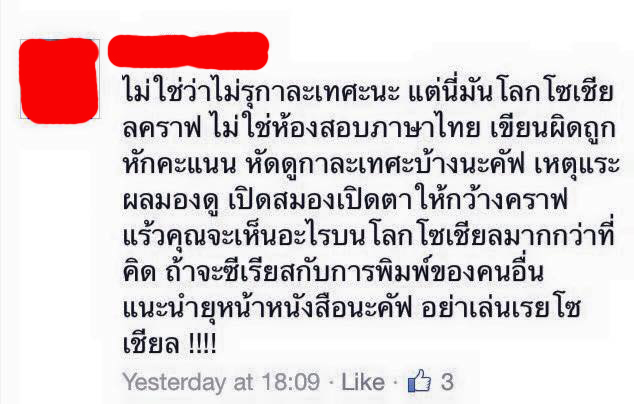 ไม่ใช่ว่าไม่รุกาละเทศะนะ แต่นี่มันโลกโซเชีย
ลคราฟ ไม่ใช่ห้องสอบภาษาไทย เขียนผิดถูก
หักคะแนน หัดดูกาละเทศะบ้างนะคัฟ เหตุแระ
ผลมองดู เปิดสมองเปิดตาให้กว้างคราฟ
แร้วคุณจะเห็นอะไรบนโลกโซเชียลมากกว่าที่
คิด ถ้าจะซีเรียสกับการพิมพ์ของคนอื่น
แนะนำยุหน้าหนังสือนะคัฟ อย่าเล่นเรยโซ
เชียล !!!!
Yesterday at 18:09 · Like · 3